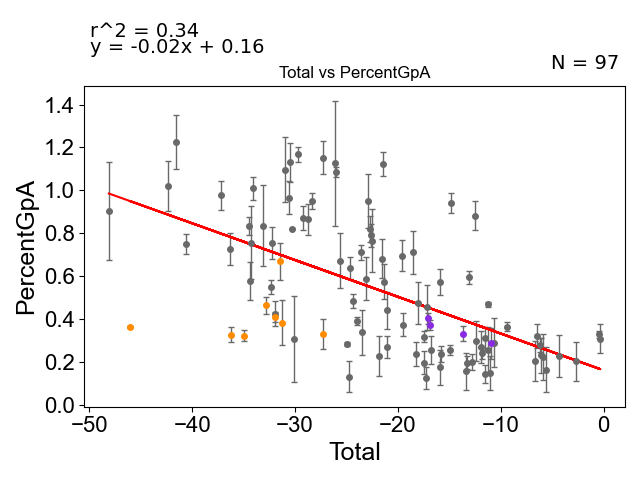 r^2 = 0.34
y = -0.02x + 0.16
N = 97
Total vs PercentGpA
PercentGpA
1.4
1.2
1.0
0.8
0.6
0.4
0.2
0.0
−50 −40 −30 −20 −10 0
Total